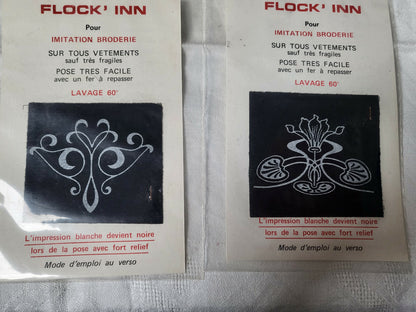 FLOCK' INN
Pour
IMITATION BRODERIE
SUR TOUS VETEMENTS
sauf très fragiles
POSE TRES FACILE
avec un fer à repasser
LAVAGE 60°
L'impression blanche devient noire
lors de la pose avec fort relief
Mode d'emploi au verso
FLOCK' INN
Pour
IMITATION BRODERIE
SUR TOUS VETEMENTS
sauf très fragiles
POSE TRES FACILE
avec un fer à repasser
LAVAGE 60°
L'impression blanche devient noire
lors de la pose avec fort relief
Mode d'emploi au verso